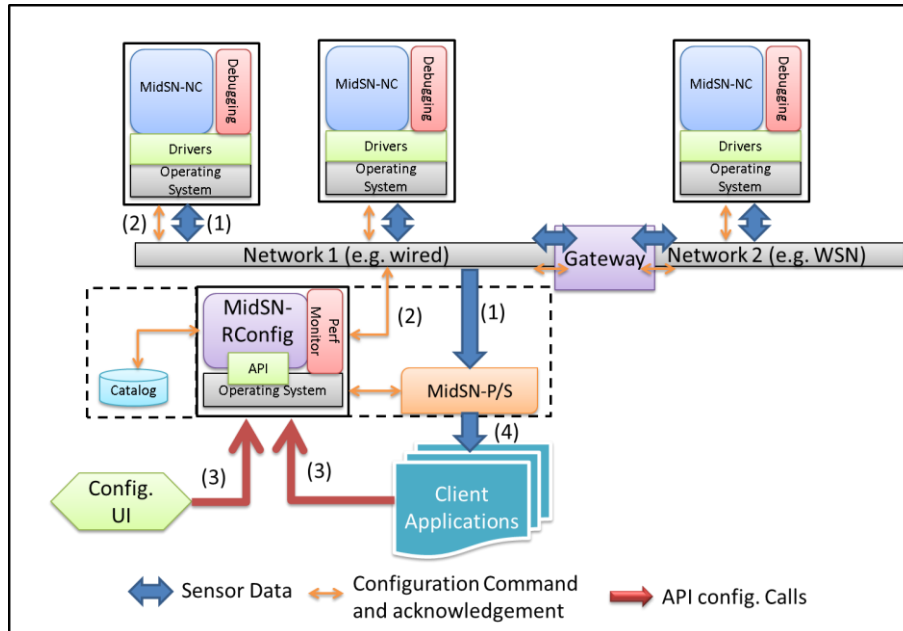 MidSN-NC
Debugging
Drivers
Operating
System
MidSN-NC
Debugging
Drivers
Operating
System
MidSN-NC
Debugging
Drivers
Operating
System
(2)
(1)
Network 1 (e.g. wired)
Gateway
Network 2 (e.g. WSN)
MidSN-
RConfig
Perf
Monitor
API
Operating System
Catalog
(2)
(1)
MidSN-P/S
(4)
(3)
(3)
Config.
UI
Client
Applications
Sensor Data
Configuration Command
and acknowledgement
API config. Calls